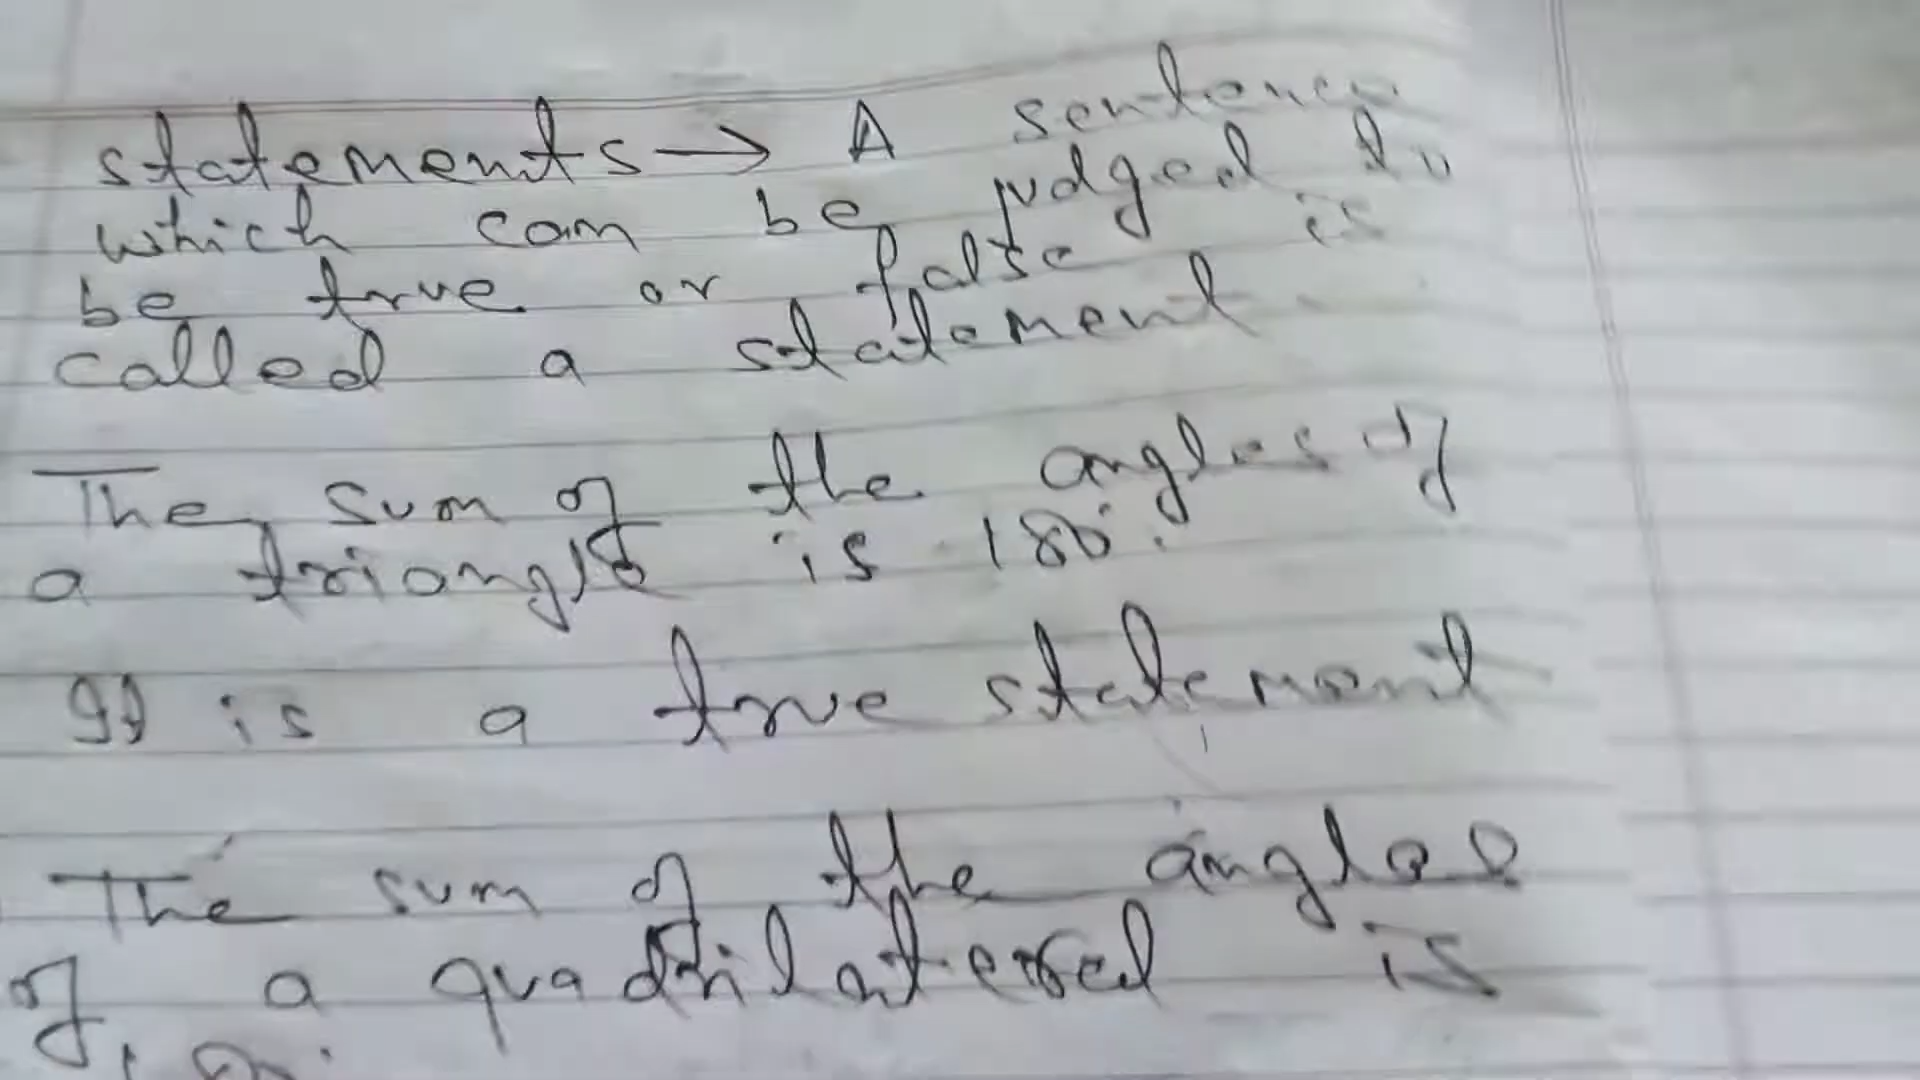 statements → A sentence
which can be judged to
be true or false is
called a statement
The sum of the angles of
a triangle is 180°.
It is a true statement
The sum of the angles
of a quadrilateral is